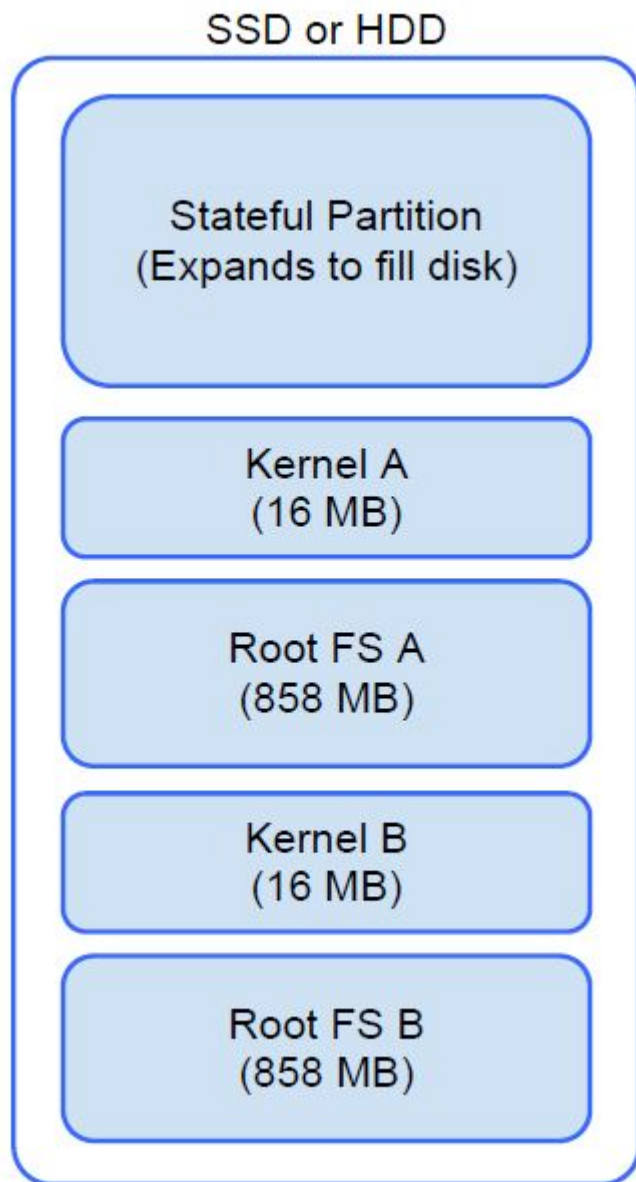 SSD or HDD
Stateful Partition
(Expands to fill disk)
Kernel A
(16 MB)
Root FS A
(858 MB)
Kernel B
(16 MB)
Root FS B
(858 MB)